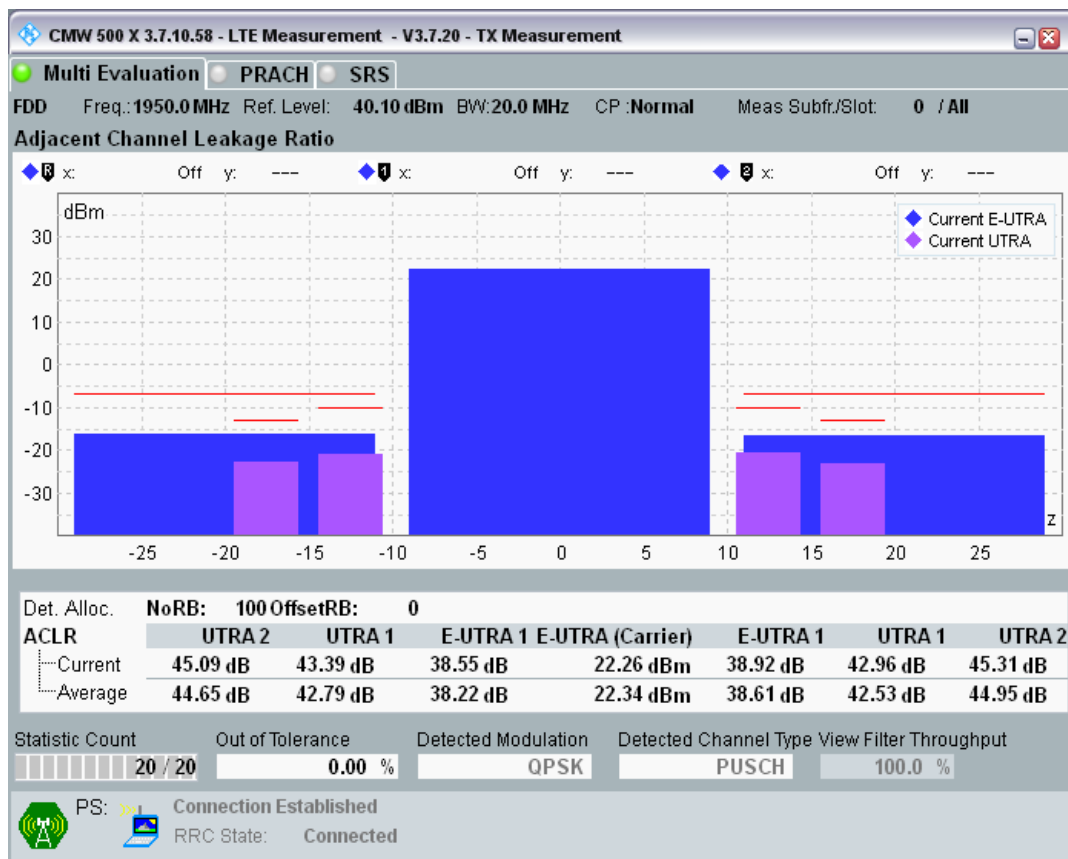 CMW 500 X 3.7.10.58 - LTE Measurement - V3.7.20 - TX Measurement
Multi Evaluation PRACH SRS
FDD Freq.:1950.0 MHz Ref. Level: 40.10 dBm BW:20.0 MHz CP :Normal Meas Subfr./Slot: 0 / All
Adjacent Channel Leakage Ratio
R x: Off y: --- 1 x: Off y: --- 2 x: Off y: ---
dBm
Current E-UTRA
Current UTRA
30
20
10
0
-10
-20
-30
z
-25 -20 -15 -10 -5 0 5 10 15 20 25
Det. Alloc. NoRB: 100 OffsetRB: 0
ACLR UTRA 2 UTRA 1 E-UTRA 1 E-UTRA (Carrier) E-UTRA 1 UTRA 1 UTRA 2
Current 45.09 dB 43.39 dB 38.55 dB 22.26 dBm 38.92 dB 42.96 dB 45.31 dB
Average 44.65 dB 42.79 dB 38.22 dB 22.34 dBm 38.61 dB 42.53 dB 44.95 dB
Statistic Count Out of Tolerance Detected Modulation Detected Channel Type View Filter Throughput
20 / 20 0.00 % QPSK PUSCH 100.0 %
PS: Connection Established
RRC State: Connected